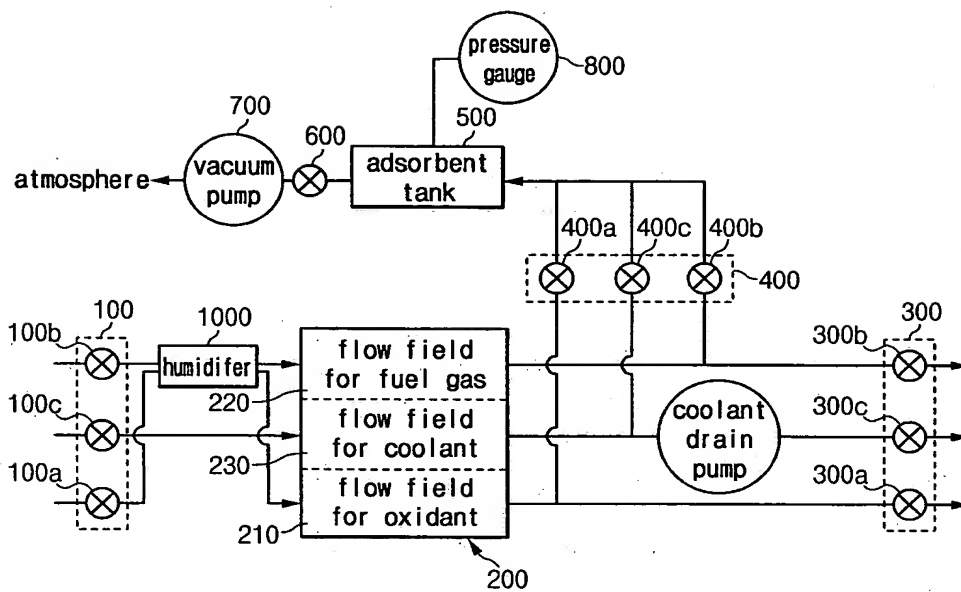 pressure
gauge
800
700
600
500
vacuum
pump
adsorbent
tank
atmosphere
400a
400c
400b
400
100
1000
100b
humidifer
flow field
for fuel gas
220
300b
300
100c
flow field
for coolant
230
coolant
drain
pump
300c
100a
flow field
for oxidant
210
300a
200